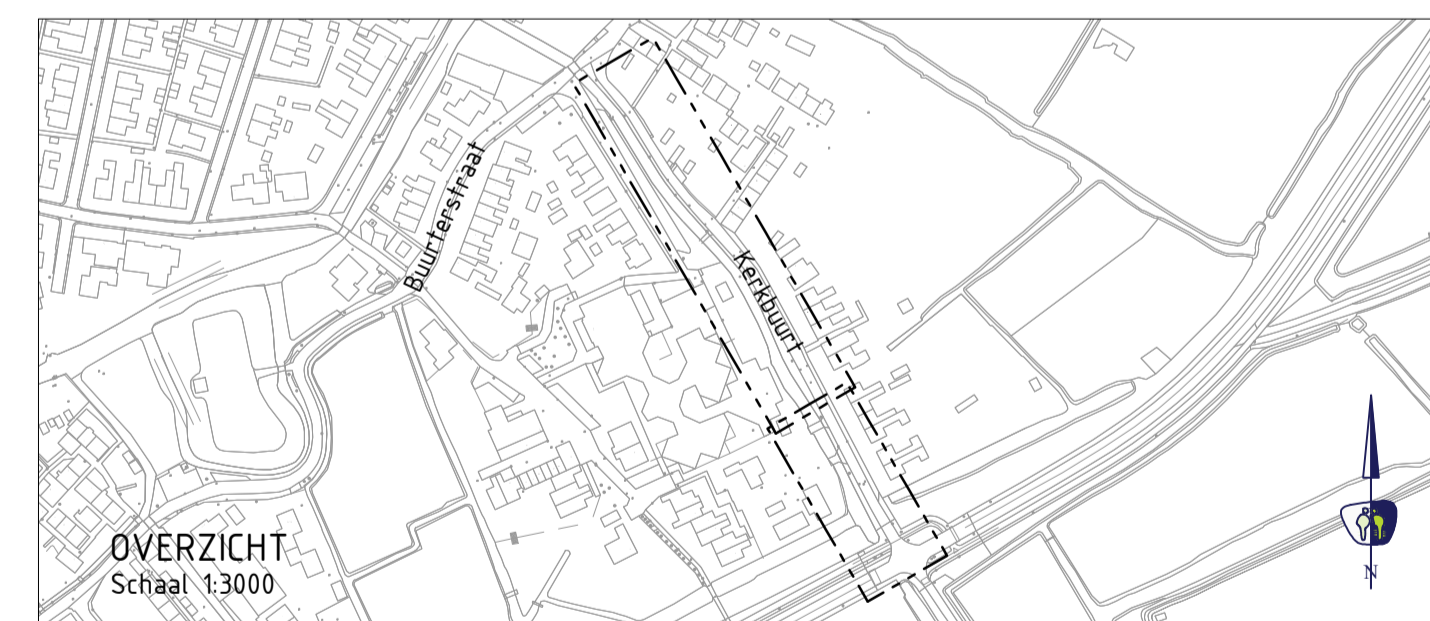 Buurterstraat
Kerkbuurt
OVERZICHT
Schaal 1:3000
N